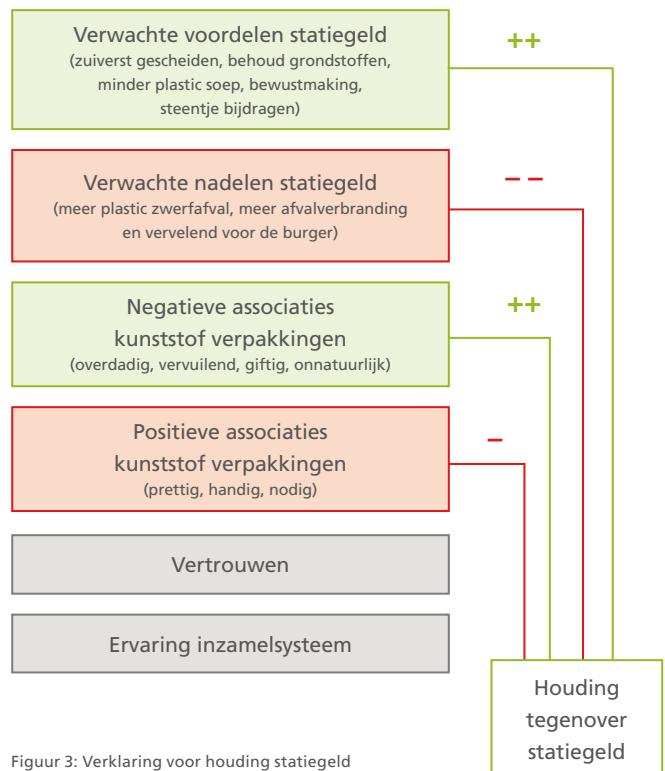 Verwachte voordelen statiegeld
(zuiverst gescheiden, behoud grondstoffen,
minder plastic soep, bewustmaking,
steentje bijdragen)
++
Verwachte nadelen statiegeld
(meer plastic zwerfafval, meer afvalverbranding
en vervelend voor de burger)
– –
Negatieve associaties
kunststof verpakkingen
(overdadig, vervuilend, giftig, onnatuurlijk)
++
Positieve associaties
kunststof verpakkingen
(prettig, handig, nodig)
–
Vertrouwen
Ervaring inzamelsysteem
Houding
tegenover
statiegeld
Figuur 3: Verklaring voor houding statiegeld